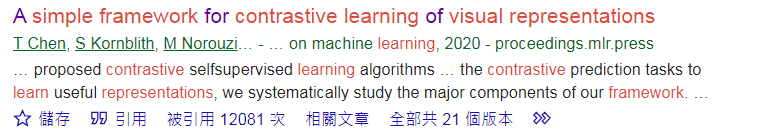 A simple framework for contrastive learning of visual representations
T Chen, S Kornblith, M Norouzi… - … on machine learning, 2020 - proceedings.mlr.press
… proposed contrastive selfsupervised learning algorithms … the contrastive prediction tasks to
learn useful representations, we systematically study the major components of our framework. …
儲存 引用 被引用 12081 次 相關文章 全部共 21 個版本